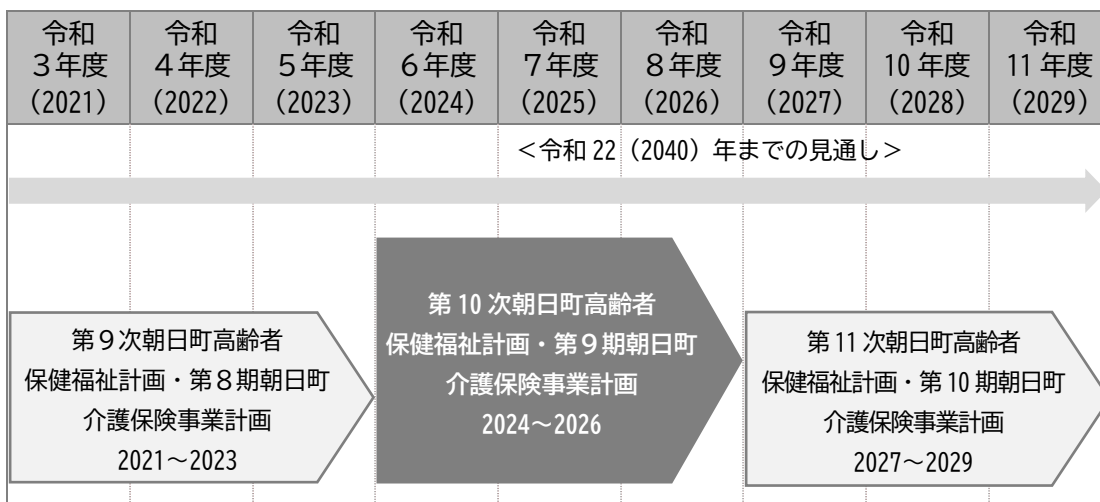 令和
３年度
（2021）
令和
４年度
（2022）
令和
５年度
（2023）
令和
６年度
（2024）
令和
７年度
（2025）
令和
８年度
（2026）
令和
９年度
（2027）
令和
10 年度
（2028）
令和
11 年度
（2029）
＜令和 22（2040）年までの見通し＞
第９次朝日町高齢者
保健福祉計画・第８期朝日町
介護保険事業計画
2021～2023
第 10 次朝日町高齢者
保健福祉計画・第９期朝日町
介護保険事業計画
2024～2026
第 11 次朝日町高齢者
保健福祉計画・第 10 期朝日町
介護保険事業計画
2027～2029